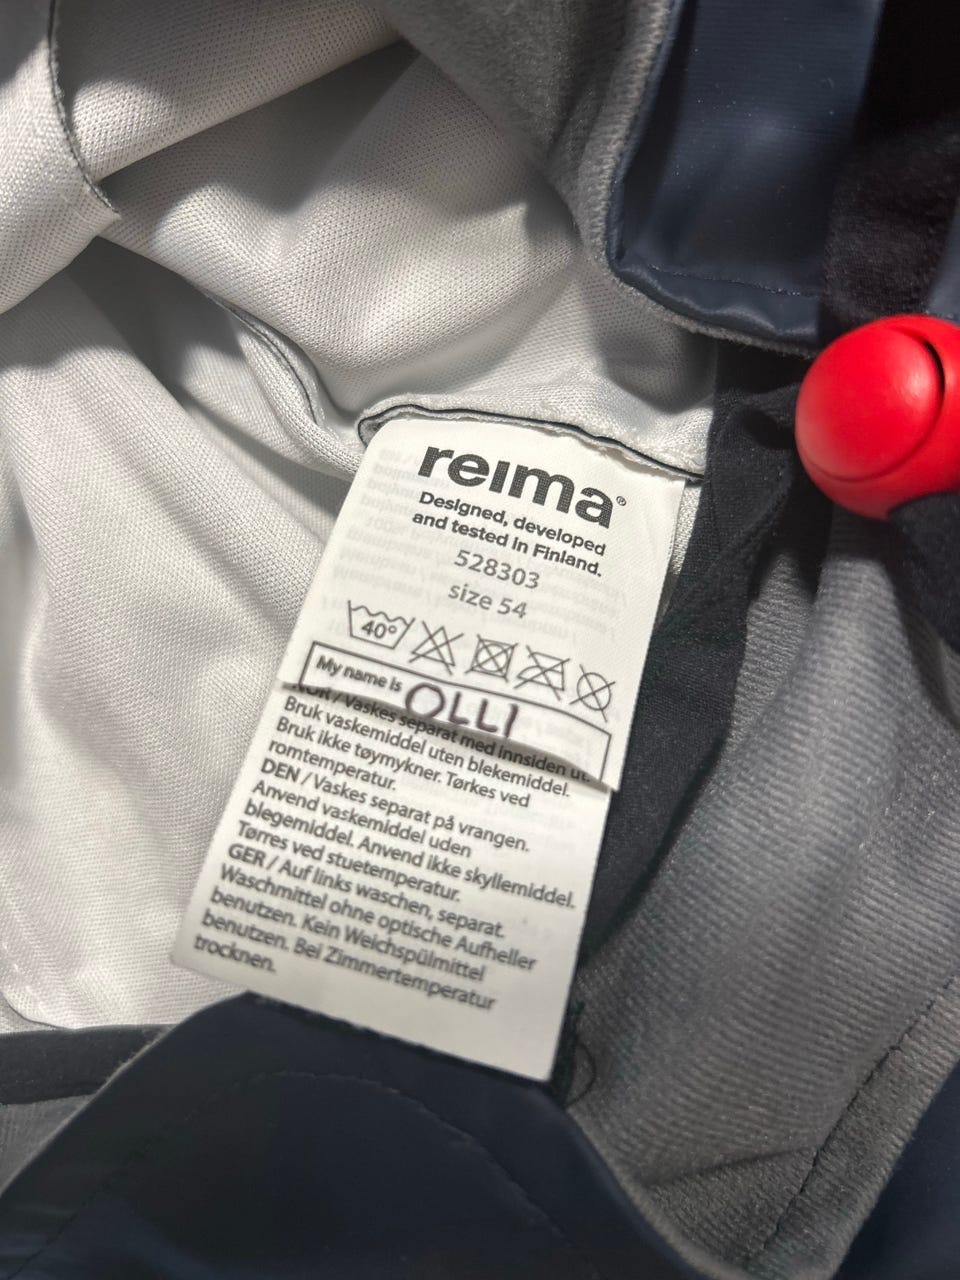 reima®
Designed, developed
and tested in Finland.
528303
size 54
40°
My name is OLLI
NOR / Vaskes separat med innsiden ut.
Bruk vaskemiddel uten blekemiddel.
Bruk ikke tøymykner. Tørkes ved
romtemperatur.
DEN / Vaskes separat på vrangen.
Anvend vaskemiddel uden
blegemiddel. Anvend ikke skyllemiddel.
Tørres ved stuetemperatur.
GER / Auf links waschen, separat.
Waschmittel ohne optische Aufheller
benutzen. Kein Weichspülmittel
benutzen. Bei Zimmertemperatur
trocknen.